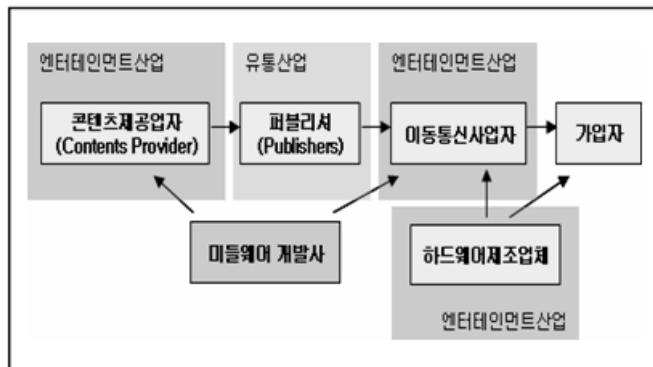 엔터테인먼트산업
유통산업
엔터테인먼트산업
콘텐츠제공업자
(Contents Provider)
퍼블리셔
(Publishers)
이동통신사업자
가입자
미들웨어 개발사
하드웨어제조업체
엔터테인먼트산업